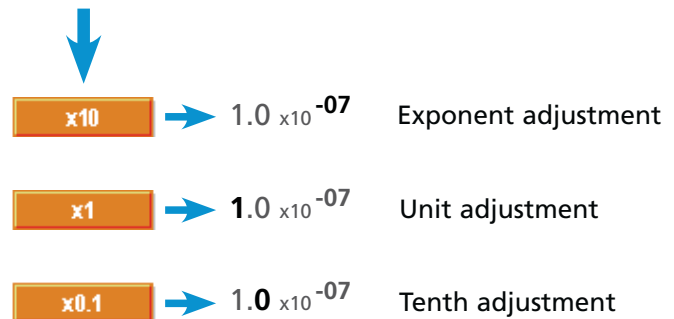 x10 1.0 x10 -07 Exponent adjustment
x1 1.0 x10 -07 Unit adjustment
x0.1 1.0 x10 -07 Tenth adjustment